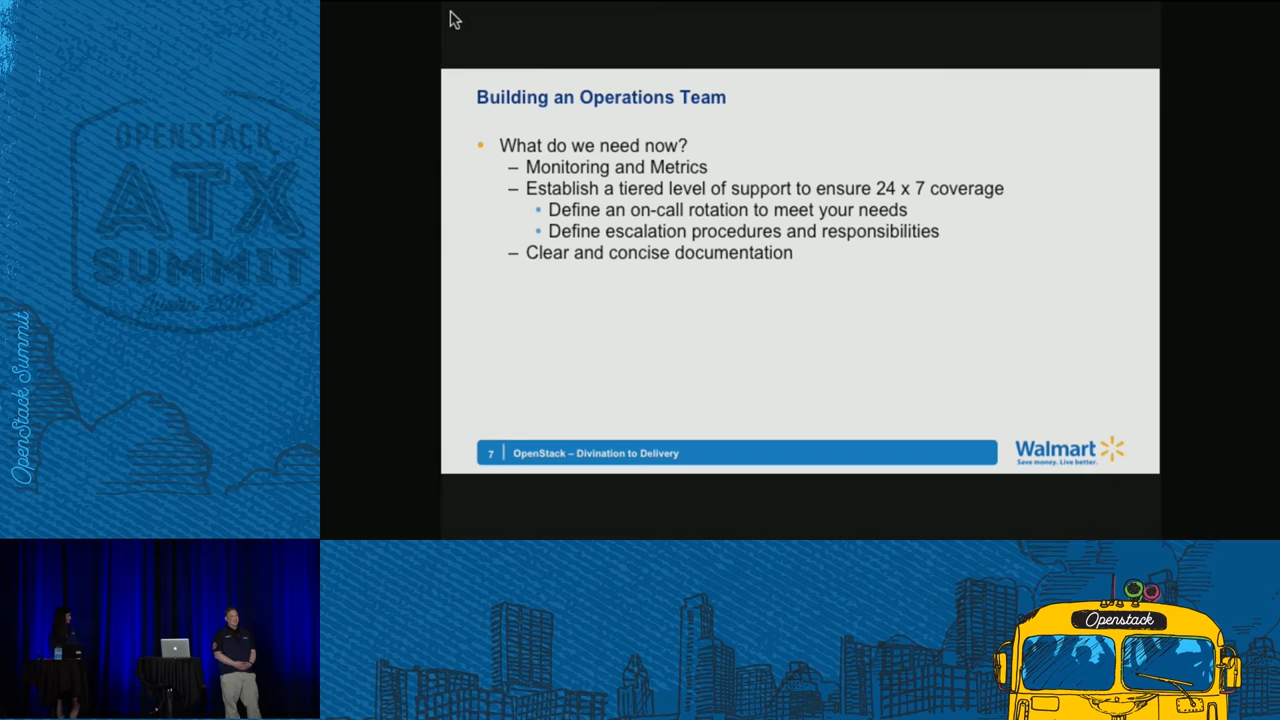 OPENSTACK
ATX
SUMMIT
Austin 2016
OpenStack Summit
Building an Operations Team
• What do we need now?
– Monitoring and Metrics
– Establish a tiered level of support to ensure 24 x 7 coverage
• Define an on-call rotation to meet your needs
• Define escalation procedures and responsibilities
– Clear and concise documentation
7 OpenStack – Divination to Delivery
Walmart
Save money. Live better.
Openstack